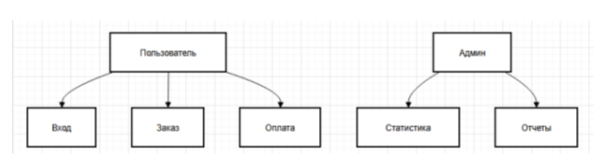 Пользователь
Админ
Вход
Заказ
Оплата
Статистика
Отчеты